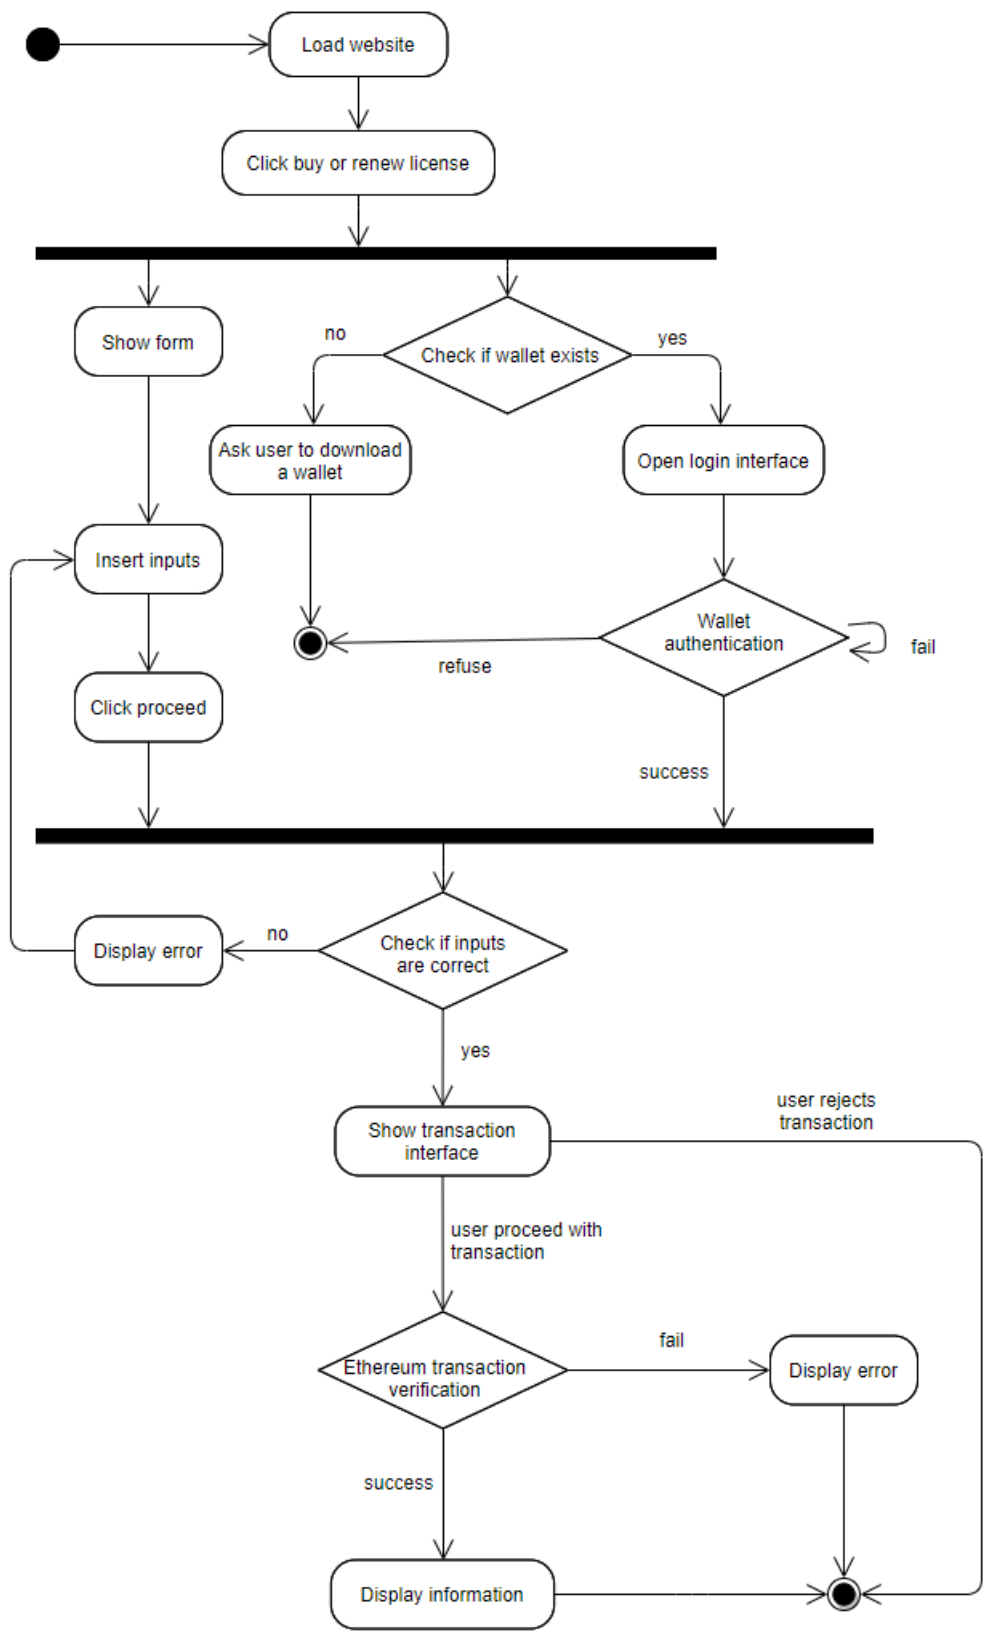 Load website
Click buy or renew license
Show form
no
Check if wallet exists
yes
Ask user to download
a wallet
Open login interface
Insert inputs
Wallet
authentication
fail
refuse
Click proceed
success
Display error
no
Check if inputs
are correct
yes
Show transaction
interface
user rejects
transaction
user proceed with
transaction
Ethereum transaction
verification
fail
Display error
success
Display information